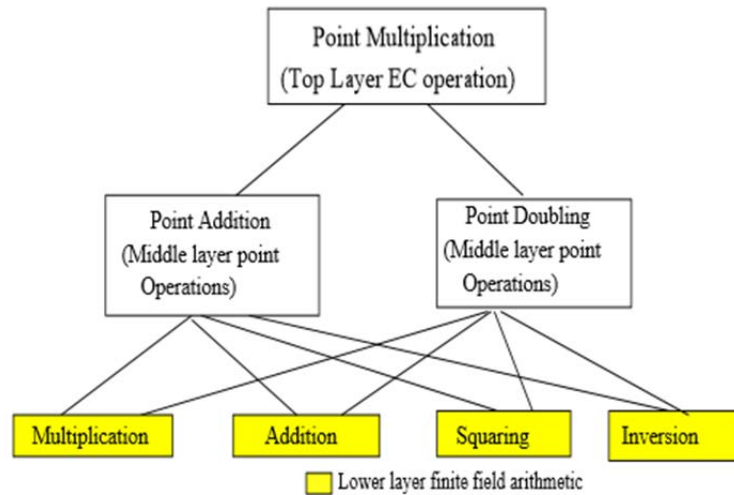 Point Multiplication
(Top Layer EC operation)
Point Addition
(Middle layer point
Operations)
Point Doubling
(Middle layer point
Operations)
Multiplication
Addition
Squaring
Inversion
Lower layer finite field arithmetic